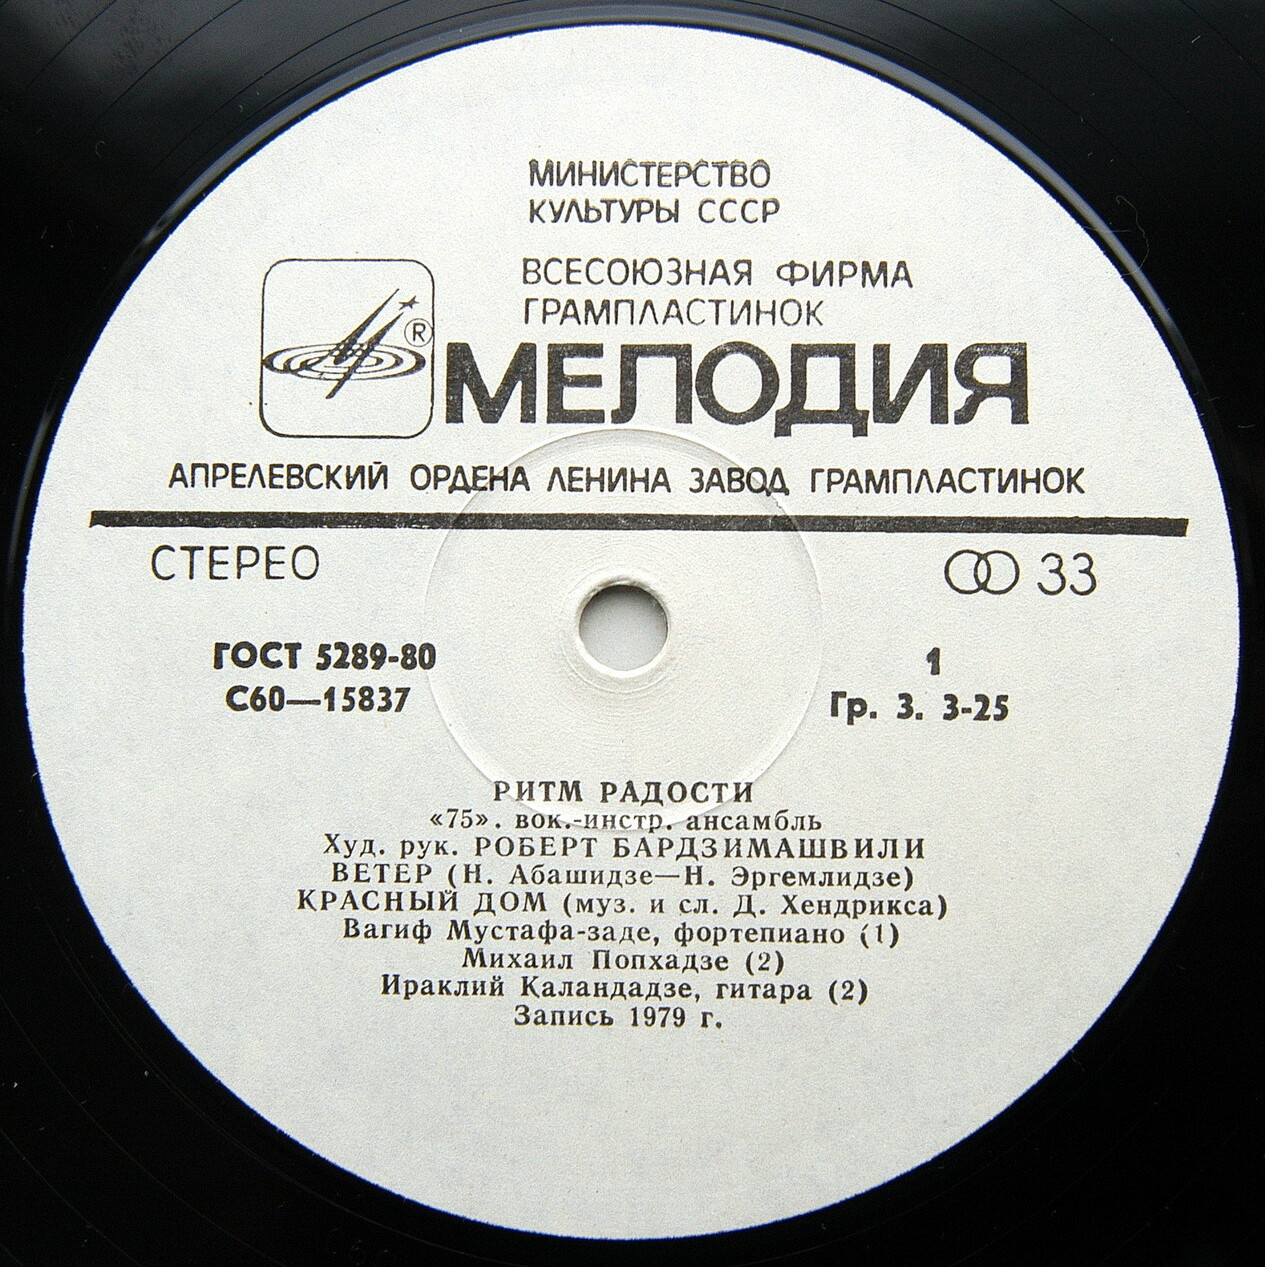 МИНИСТЕРСТВО
КУЛЬТУРЫ СССР
ВСЕСОЮЗНАЯ ФИРМА
ГРАМПЛАСТИНОК
®
МЕЛОДИЯ
АПРЕЛЕВСКИЙ ОРДЕНА ЛЕНИНА ЗАВОД ГРАМПЛАСТИНОК
СТЕРЕО
33
ГОСТ 5289-80
1
С60—15837
Гр. 3. 3-25
РИТМ РАДОСТИ
«75». вок.-инстр. ансамбль
Худ. рук. РОБЕРТ БАРДЗИМАШВИЛИ
ВЕТЕР (Н. Абашидзе—Н. Эргемлидзе)
КРАСНЫЙ ДОМ (муз. и сл. Д. Хендрикса)
Вагиф Мустафа-заде, фортепиано (1)
Михаил Попхадзе (2)
Ираклий Каландадзе, гитара (2)
Запись 1979 г.